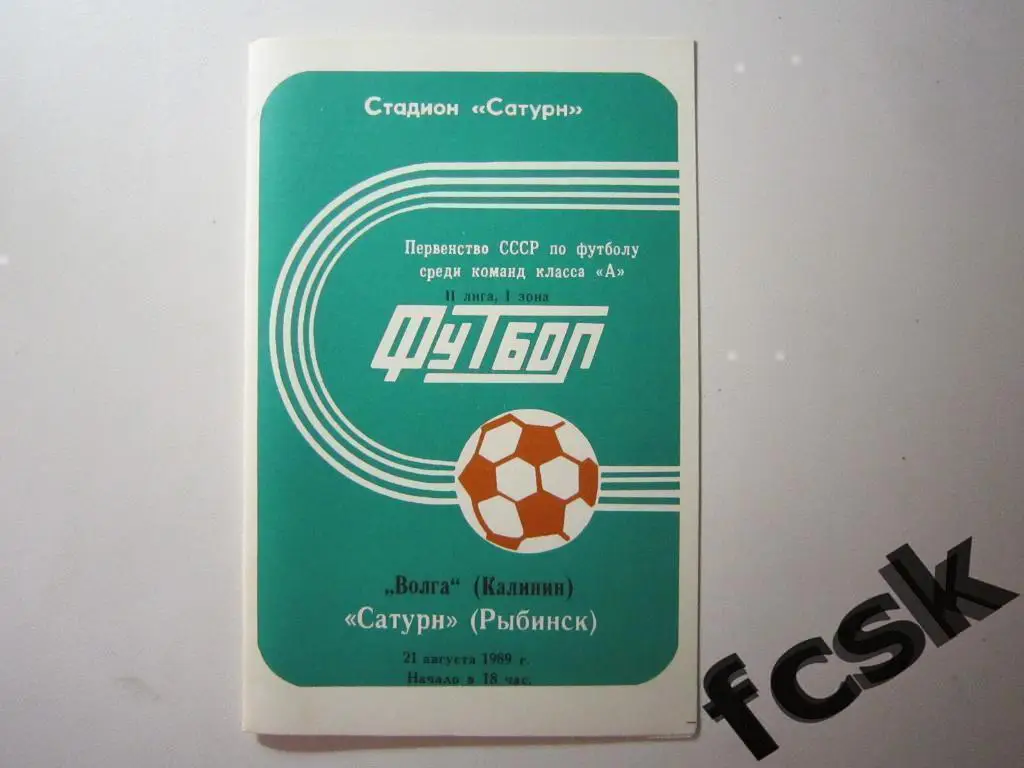 Стадион «Сатурн»
Первенство СССР по футболу
среди команд класса «А»
II лига, I зона
ФУТБОЛ
„Волга“ (Калинин)
«Сатурн» (Рыбинск)
21 августа 1989 г.
Начало в 18 час.
fcsk